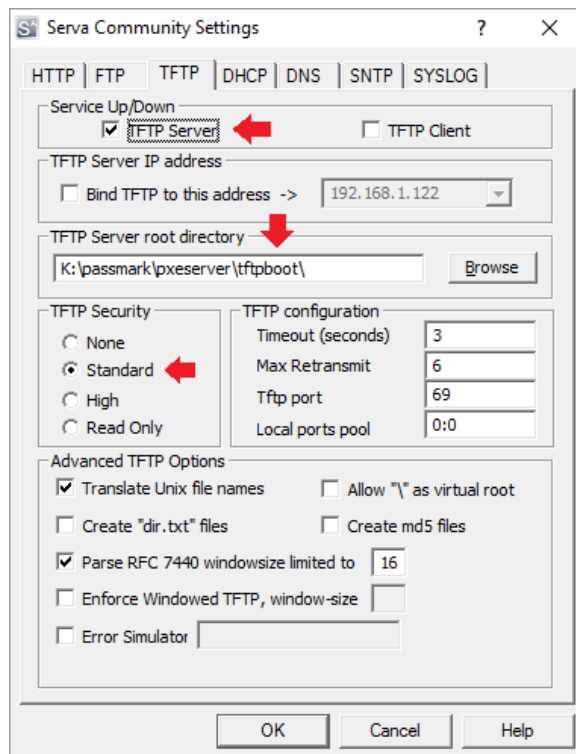 Serva Community Settings
HTTP FTP TFTP DHCP DNS SNTP SYSLOG
Service Up/Down
TFTP Server TFTP Client
TFTP Server IP address
Bind TFTP to this address -> 192.168.1.122
TFTP Server root directory
K:\passmark\pxeserver\tftpboot\ Browse
TFTP Security
None
Standard
High
Read Only
TFTP configuration
Timeout (seconds) 3
Max Retransmit 6
Tftp port 69
Local ports pool 0:0
Advanced TFTP Options
Translate Unix file names Allow "\" as virtual root
Create "dir.txt" files Create md5 files
Parse RFC 7440 windowsize limited to 16
Enforce Windowed TFTP, window-size
Error Simulator
OK Cancel Help